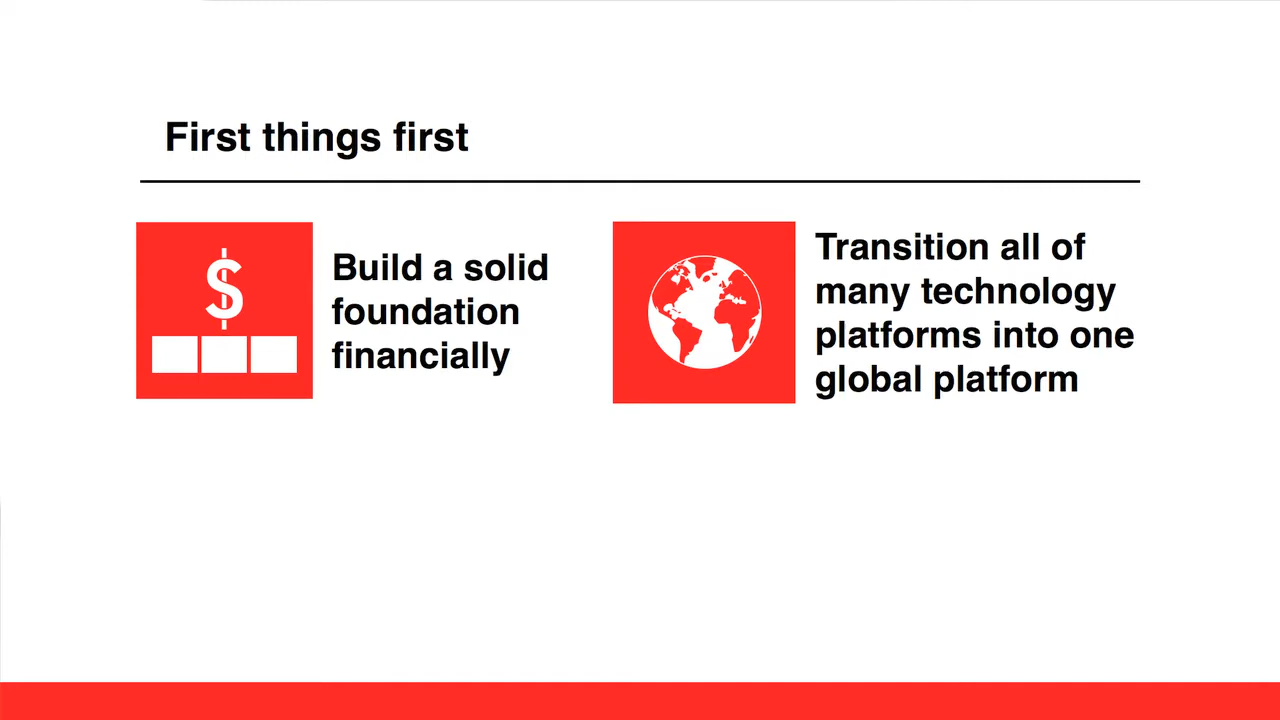 First things first
$
Build a solid
foundation
financially
Transition all of
many technology
platforms into one
global platform